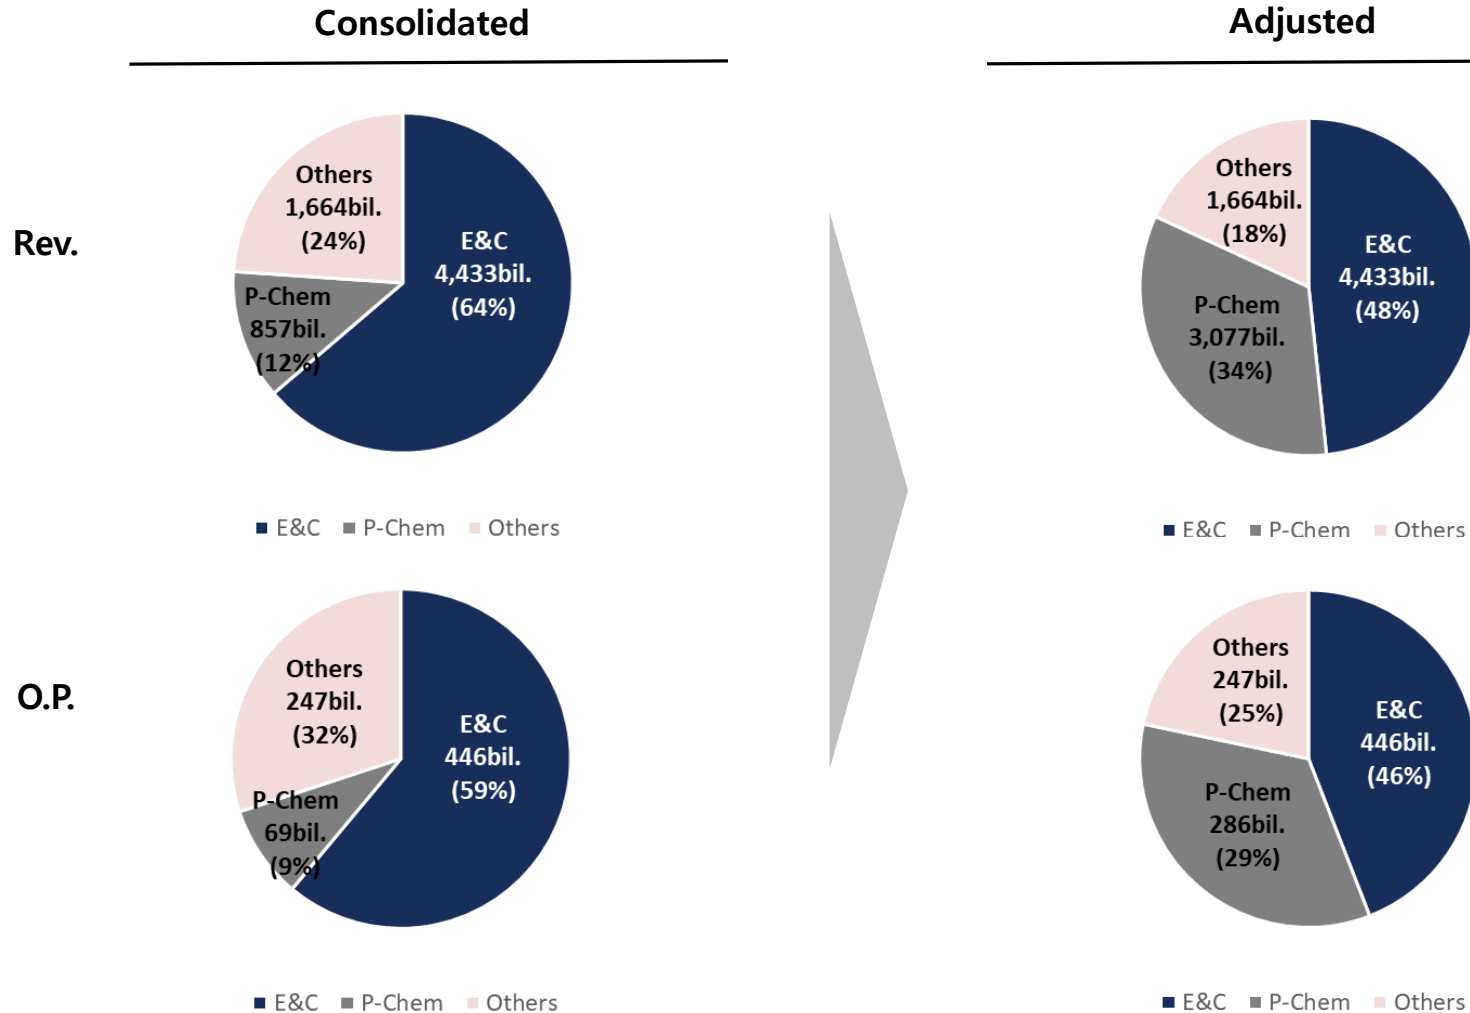 Consolidated
Adjusted
Rev.
Others
1,664bil.
(24%)
E&C
4,433bil.
(64%)
P-Chem
857bil.
(12%)
E&C P-Chem Others
Others
1,664bil.
(18%)
E&C
4,433bil.
(48%)
P-Chem
3,077bil.
(34%)
E&C P-Chem Others
O.P.
Others
247bil.
(32%)
E&C
446bil.
(59%)
P-Chem
69bil.
(9%)
E&C P-Chem Others
Others
247bil.
(25%)
E&C
446bil.
(46%)
P-Chem
286bil.
(29%)
E&C P-Chem Others